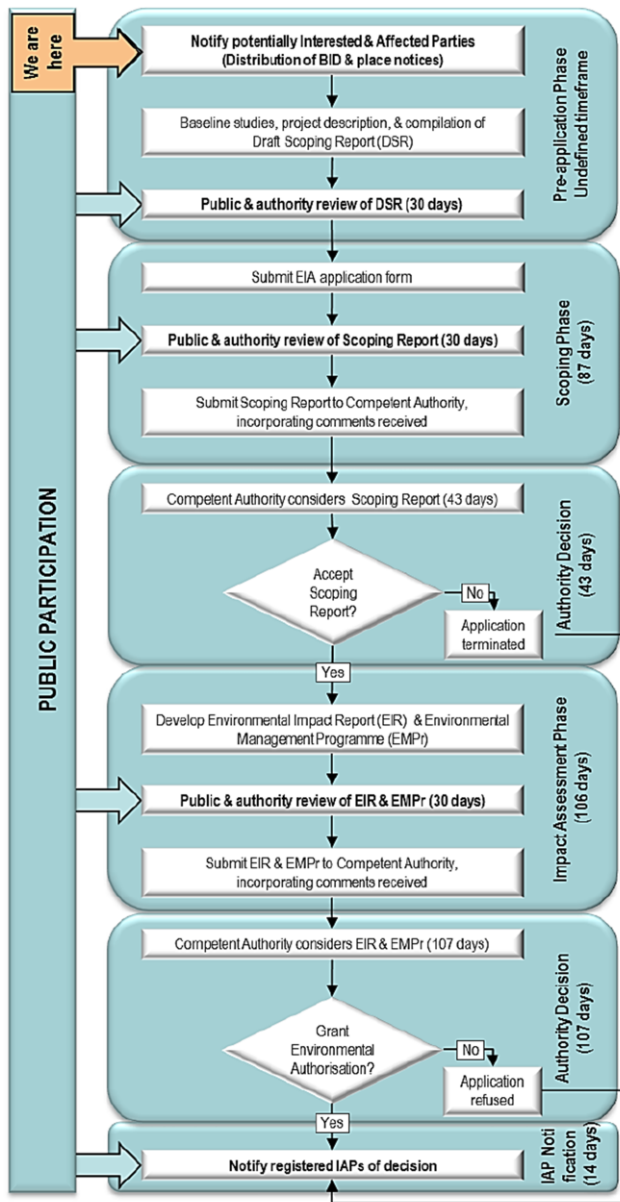 We are
here
Notify potentially Interested & Affected Parties
(Distribution of BID & place notices)
Baseline studies, project description, & compilation of
Draft Scoping Report (DSR)
Public & authority review of DSR (30 days)
Pre-application Phase
Undefined timeframe
Submit EIA application form
Public & authority review of Scoping Report (30 days)
Submit Scoping Report to Competent Authority,
incorporating comments received
Scoping Phase
(87 days)
PUBLIC PARTICIPATION
Competent Authority considers Scoping Report (43 days)
Accept
Scoping
Report?
No
Application
terminated
Yes
Authority Decision
(43 days)
Develop Environmental Impact Report (EIR) & Environmental
Management Programme (EMPr)
Public & authority review of EIR & EMPr (30 days)
Submit EIR & EMPr to Competent Authority,
incorporating comments received
Impact Assessment Phase
(106 days)
Competent Authority considers EIR & EMPr (107 days)
Grant
Environmental
Authorisation?
No
Application
refused
Yes
Authority Decision
(107 days)
Notify registered IAPs of decision
IAP Noti
fication
(14 days)